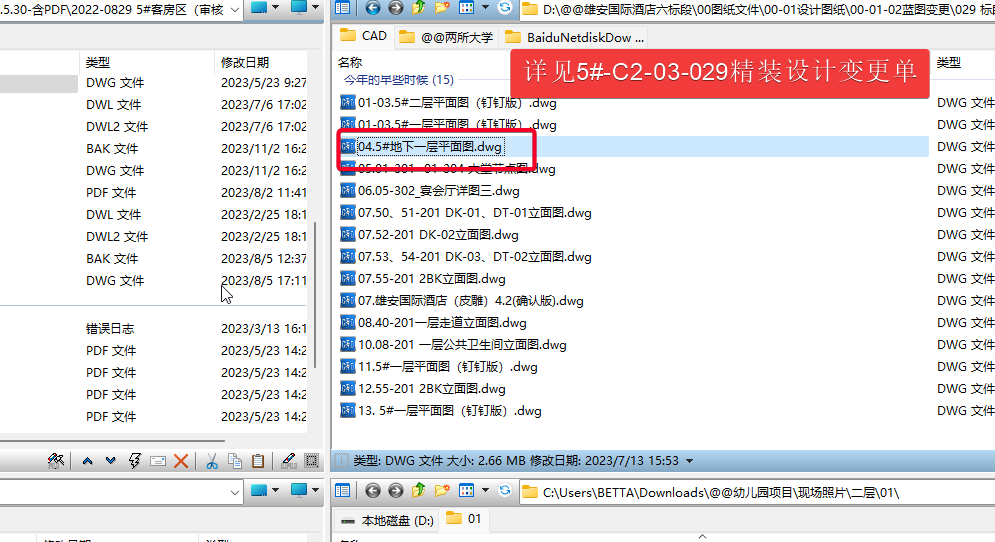 .5.30-含PDF\2022-0829 5#客房区（审核
D:\@@雄安国际酒店六标段\00图纸文件\00-01设计图纸\00-01-02蓝图变更\029 标
CAD
@@两所大学
BaiduNetdiskDow ...
类型
修改日期
DWG 文件 2023/5/23 9:27
DWL 文件 2023/7/6 17:02
DWL2 文件 2023/7/6 17:02
BAK 文件 2023/11/2 16:2
DWG 文件 2023/11/2 16:2
PDF 文件 2023/8/2 11:41
DWL 文件 2023/2/25 18:1
DWL2 文件 2023/2/25 18:1
BAK 文件 2023/8/5 12:37
DWG 文件 2023/8/5 17:11
错误日志 2023/3/13 16:1
PDF 文件 2023/5/23 14:2
PDF 文件 2023/5/23 14:2
PDF 文件 2023/5/23 14:2
PDF 文件 2023/5/23 14:2
名称
类型
今年的早些时候 (15)
详见5#-C2-03-029精装设计变更单
01-03.5#二层平面图（钉钉版）.dwg DWG 文件
01-03.5#一层平面图（钉钉版）.dwg DWG 文件
04.5#地下一层平面图.dwg DWG 文件
05.01-301~01-304 大堂节点图.dwg DWG 文件
06.05-302_宴会厅详图三.dwg DWG 文件
07.50、51-201 DK-01、DT-01立面图.dwg DWG 文件
07.52-201 DK-02立面图.dwg DWG 文件
07.53、54-201 DK-03、DT-02立面图.dwg DWG 文件
07.55-201 2BK立面图.dwg DWG 文件
07.雄安国际酒店（皮雕）4.2(确认版).dwg DWG 文件
08.40-201一层走道立面图.dwg DWG 文件
10.08-201 一层公共卫生间立面图.dwg DWG 文件
11.5#一层平面图（钉钉版）.dwg DWG 文件
12.55-201 2BK立面图.dwg DWG 文件
13. 5#一层平面图（钉钉版）.dwg DWG 文件
类型: DWG 文件 大小: 2.66 MB 修改日期: 2023/7/13 15:53
C:\Users\BETTA\Downloads\@@幼儿园项目\现场照片\二层\01\
本地磁盘 (D:)
01